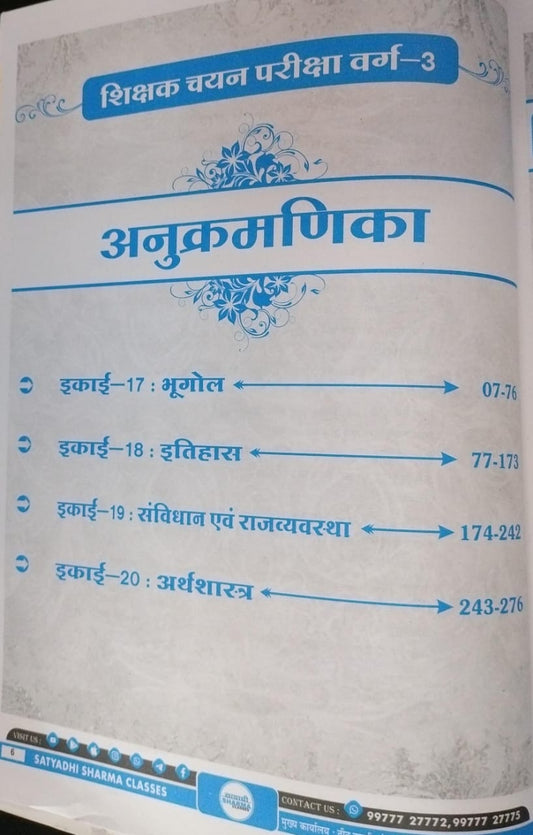 शिक्षक चयन परीक्षा वर्ग–3
अनुक्रमणिका
इकाई–17 : भूगोल 07-76
इकाई–18 : इतिहास 77-173
इकाई–19 : संविधान एवं राजव्यवस्था 174-242
इकाई–20 : अर्थशास्त्र 243-276
VISIT US :
6
SATYADHI SHARMA CLASSES
SHARMA
CONTACT US :
99777 27772, 99777 27775
मुख्य कार्यालय :